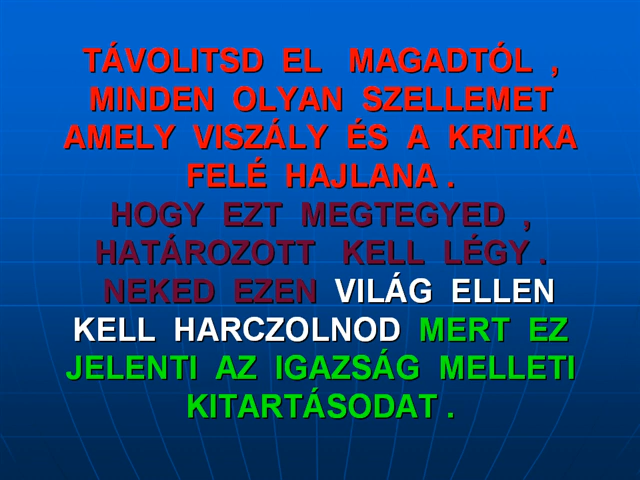 TÁVOLITSD EL MAGADTÓL ,
MINDEN OLYAN SZELLEMET
AMELY VISZÁLY ÉS A KRITIKA
FELÉ HAJLANA .
HOGY EZT MEGTEGYED ,
HATÁROZOTT KELL LÉGY .
NEKED EZEN VILÁG ELLEN
KELL HARCZOLNOD MERT EZ
JELENTI AZ IGAZSÁG MELLETI
KITARTÁSODAT .